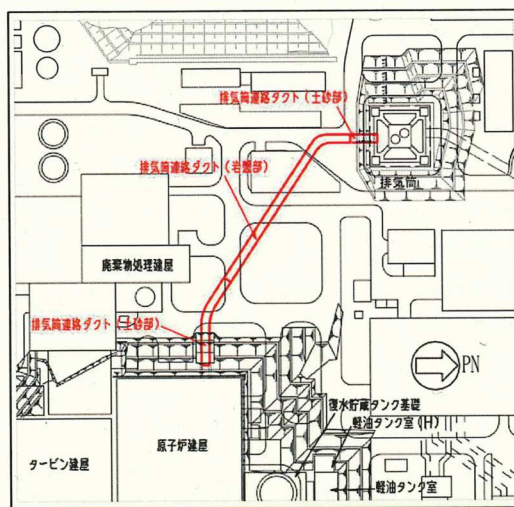 排気筒連絡ダクト（土砂部）
排気筒連絡ダクト（岩盤部）
排気筒
廃棄物処理建屋
排気筒連絡ダクト（土砂部）
PN
復水貯蔵タンク基礎
軽油タンク室(H)
原子炉建屋
タービン建屋
軽油タンク室